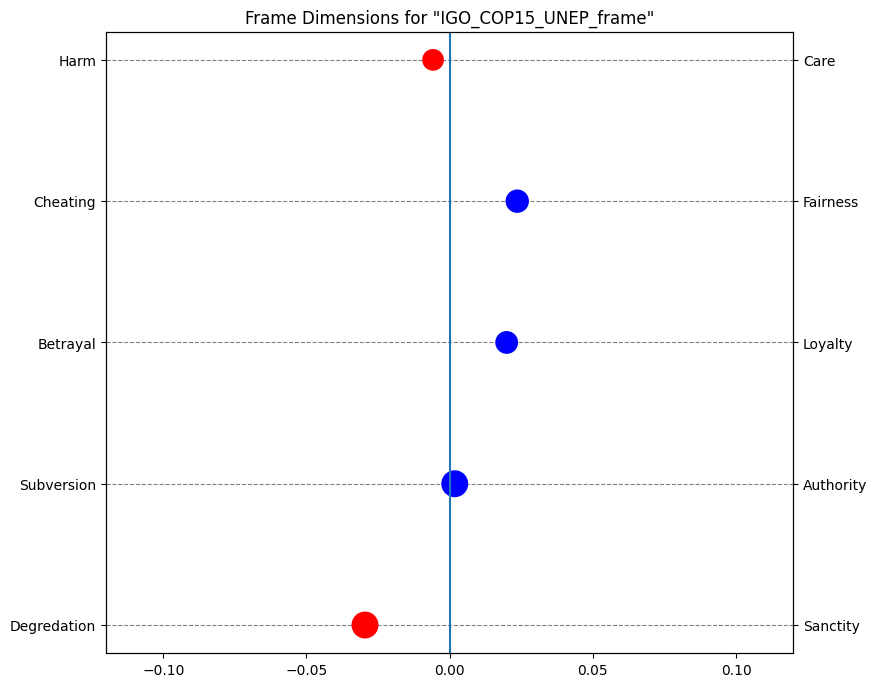 Frame Dimensions for "IGO_COP15_UNEP_frame"
Harm
Care
Cheating
Fairness
Betrayal
Loyalty
Subversion
Authority
Degredation
Sanctity
−0.10
−0.05
0.00
0.05
0.10